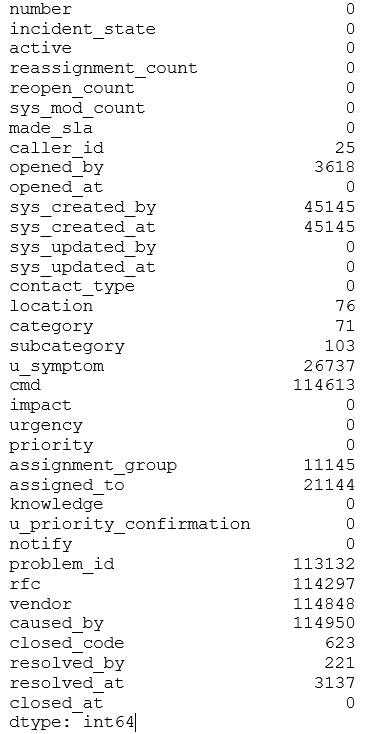 number 0
incident_state 0
active 0
reassignment_count 0
reopen_count 0
sys_mod_count 0
made_sla 0
caller_id 25
opened_by 3618
opened_at 0
sys_created_by 45145
sys_created_at 45145
sys_updated_by 0
sys_updated_at 0
contact_type 0
location 76
category 71
subcategory 103
u_symptom 26737
cmd 114613
impact 0
urgency 0
priority 0
assignment_group 11145
assigned_to 21144
knowledge 0
u_priority_confirmation 0
notify 0
problem_id 113132
rfc 114297
vendor 114848
caused_by 114950
closed_code 623
resolved_by 221
resolved_at 3137
closed_at 0
dtype: int64